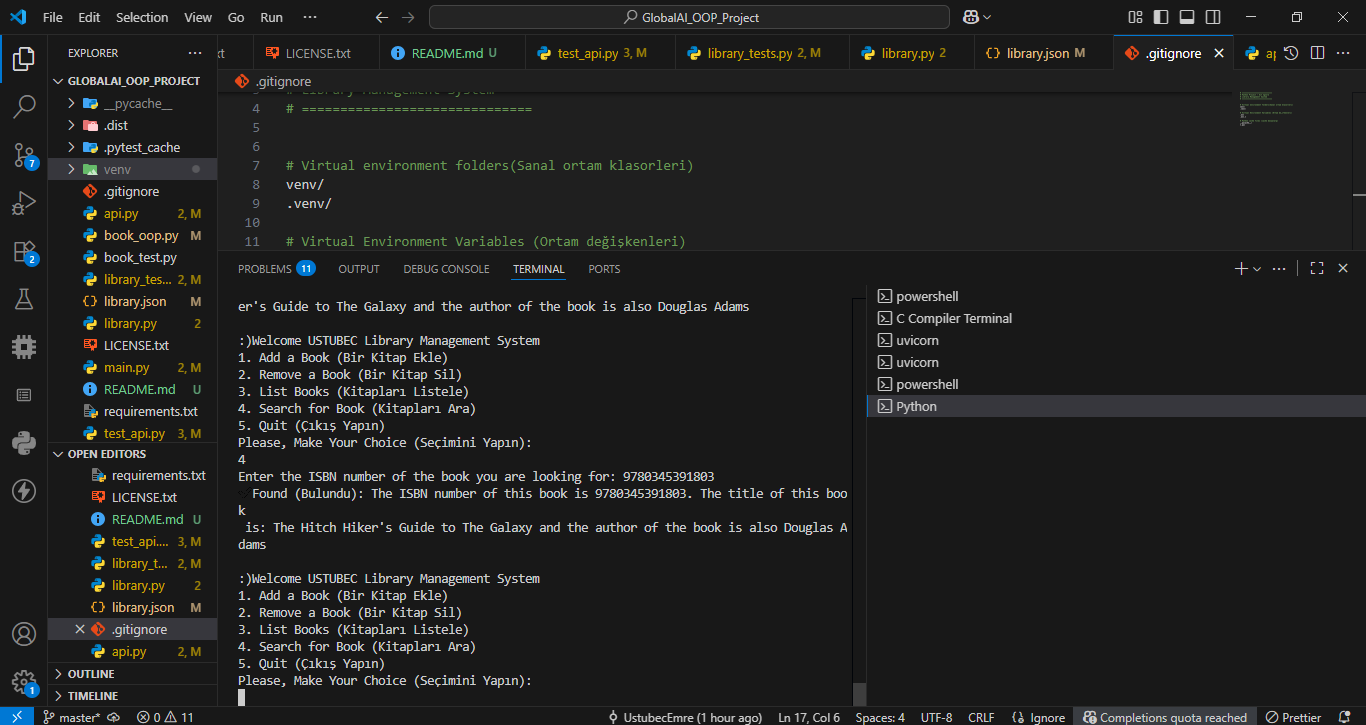 File Edit Selection View Go Run ··· GlobalAI_OOP_Project
EXPLORER ···
GLOBALAI_OOP_PROJECT
__pycache__
.dist
.pytest_cache
venv
.gitignore
api.py 2, M
book_oop.py M
book_test.py
library_tes... 2, M
library.json M
library.py 2
LICENSE.txt
main.py 2, M
README.md U
requirements.txt
test_api.py 3, M
OPEN EDITORS
requirements.txt
LICENSE.txt
README.md U
test_api.... 3, M
library_t... 2, M
library.py 2
library.json M
.gitignore
api.py 2, M
OUTLINE
TIMELINE
7
2
1
xt LICENSE.txt README.md U test_api.py 3, M library_tests.py 2, M library.py 2 library.json M .gitignore ap
.gitignore
3 # Library Management System
4 # ==============================
5
6
7 # Virtual environment folders(Sanal ortam klasorleri)
8 venv/
9 .venv/
10
11 # Virtual Environment Variables (Ortam değişkenleri)
PROBLEMS 11 OUTPUT DEBUG CONSOLE TERMINAL PORTS
er's Guide to The Galaxy and the author of the book is also Douglas Adams
:)Welcome USTUBEC Library Management System
1. Add a Book (Bir Kitap Ekle)
2. Remove a Book (Bir Kitap Sil)
3. List Books (Kitapları Listele)
4. Search for Book (Kitapları Ara)
5. Quit (Çıkış Yapın)
Please, Make Your Choice (Seçimini Yapın):
4
Enter the ISBN number of the book you are looking for: 9780345391803
Found (Bulundu): The ISBN number of this book is 9780345391803. The title of this boo
k
is: The Hitch Hiker's Guide to The Galaxy and the author of the book is also Douglas A
dams
:)Welcome USTUBEC Library Management System
1. Add a Book (Bir Kitap Ekle)
2. Remove a Book (Bir Kitap Sil)
3. List Books (Kitapları Listele)
4. Search for Book (Kitapları Ara)
5. Quit (Çıkış Yapın)
Please, Make Your Choice (Seçimini Yapın):
powershell
C Compiler Terminal
uvicorn
uvicorn
powershell
Python
master* 0 11 UstubecEmre (1 hour ago) Ln 17, Col 6 Spaces: 4 UTF-8 CRLF Ignore Completions quota reached Prettier